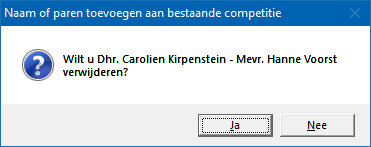 Naam of paren toevoegen aan bestaande competitie
Wilt u Dhr. Carolien Kirpenstein - Mevr. Hanne Voorst
verwijderen?
Ja
Nee